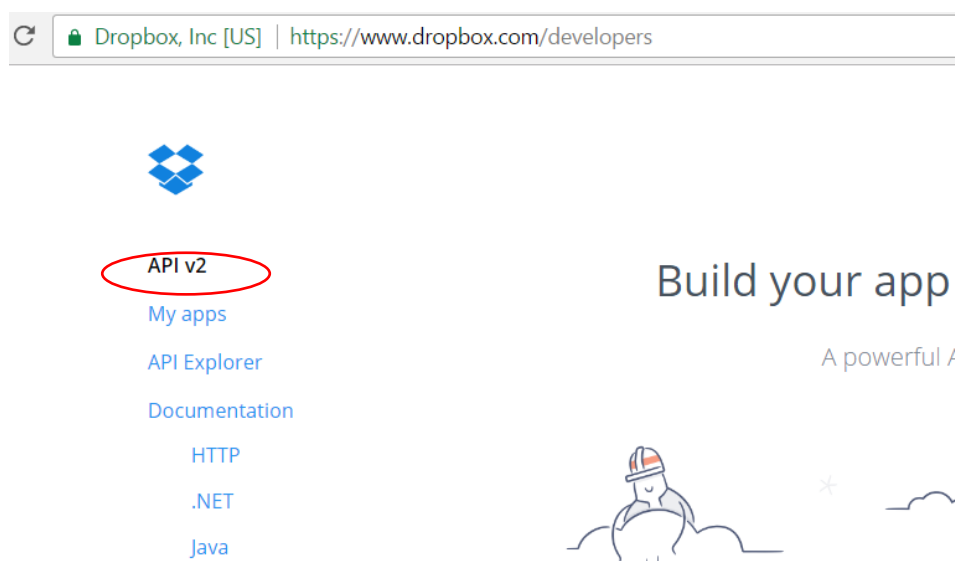 Dropbox, Inc [US] | https://www.dropbox.com/developers
API v2
My apps
API Explorer
Documentation
HTTP
.NET
Java
Build your app
A powerful